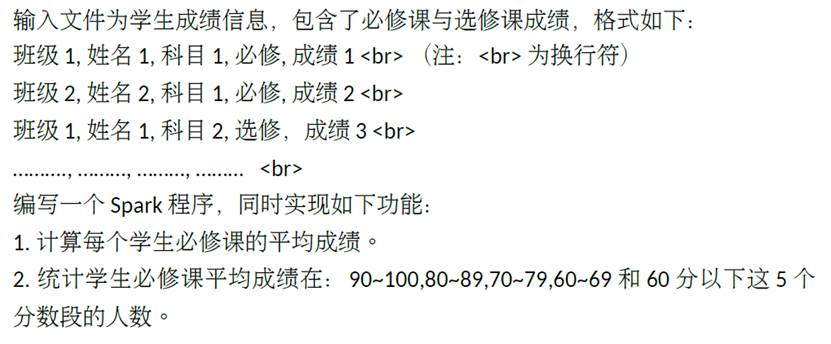 输入文件为学生成绩信息，包含了必修课与选修课成绩，格式如下：
班级 1, 姓名 1, 科目 1, 必修, 成绩 1 <br> （注：<br> 为换行符）
班级 2, 姓名 2, 科目 1, 必修, 成绩 2 <br>
班级 1, 姓名 1, 科目 2, 选修，成绩 3 <br>
………., ………, ………, ……… <br>
编写一个 Spark 程序，同时实现如下功能：
1. 计算每个学生必修课的平均成绩。
2. 统计学生必修课平均成绩在：90~100,80~89,70~79,60~69 和 60 分以下这 5 个
分数段的人数。